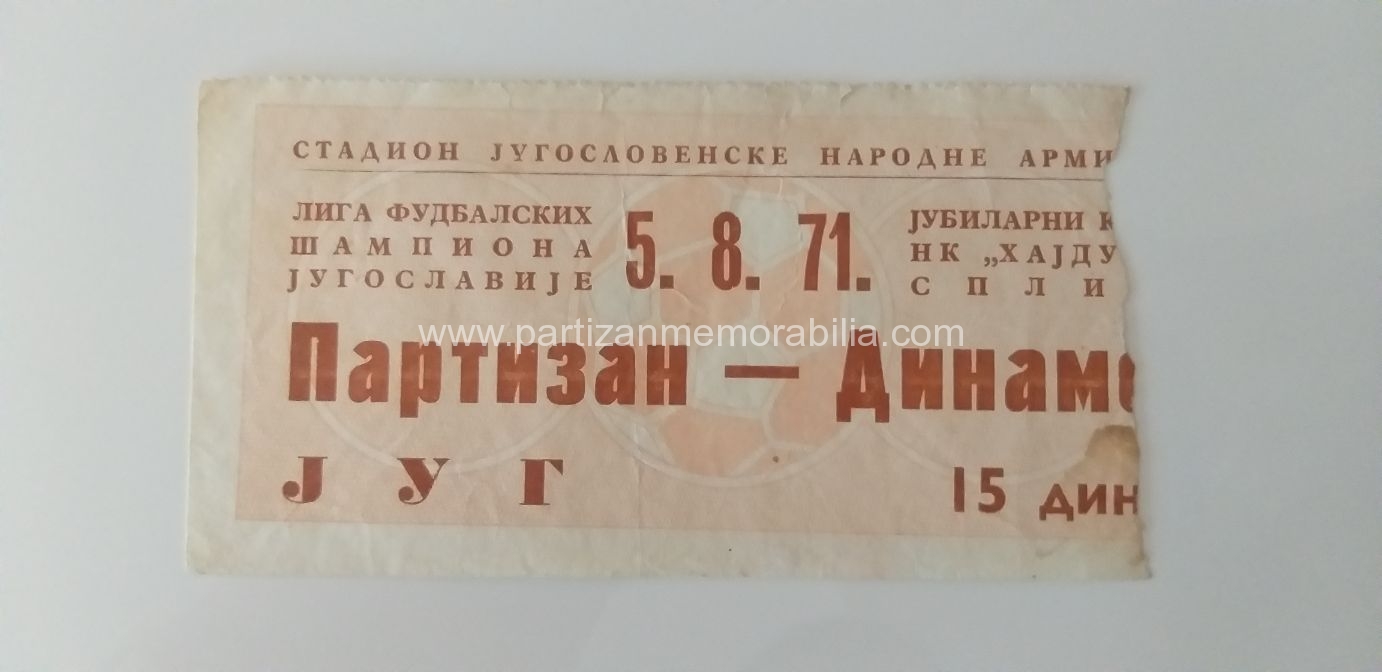 СТАДИОН ЈУГОСЛОВЕНСКЕ НАРОДНЕ АРМИ
ЛИГА ФУДБАЛСКИХ
ШАМПИОНА
ЈУГОСЛАВИЈЕ
5. 8. 71.
ЈУБИЛАРНИ К
НК „ХАЈДУ
СПЛИ
www.partizanmemorabilia.com
Партизан — Динамо
ЈУГ
15 дин